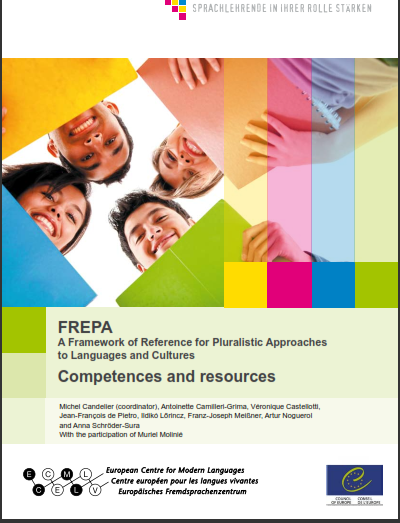 SPRACHLEHRENDE IN IHRER ROLLE STÄRKEN
FREPA
A Framework of Reference for Pluralistic Approaches
to Languages and Cultures
Competences and resources
Michel Candelier (coordinator), Antoinette Camilleri-Grima, Véronique Castellotti,
Jean-François de Pietro, Ildikó Lőrincz, Franz-Joseph Meißner, Artur Noguerol
and Anna Schröder-Sura
With the participation of Muriel Molinié
E C M L
C E L V
European Centre for Modern Languages
Centre européen pour les langues vivantes
Europäisches Fremdsprachenzentrum
COUNCIL OF EUROPE
CONSEIL DE L'EUROPE